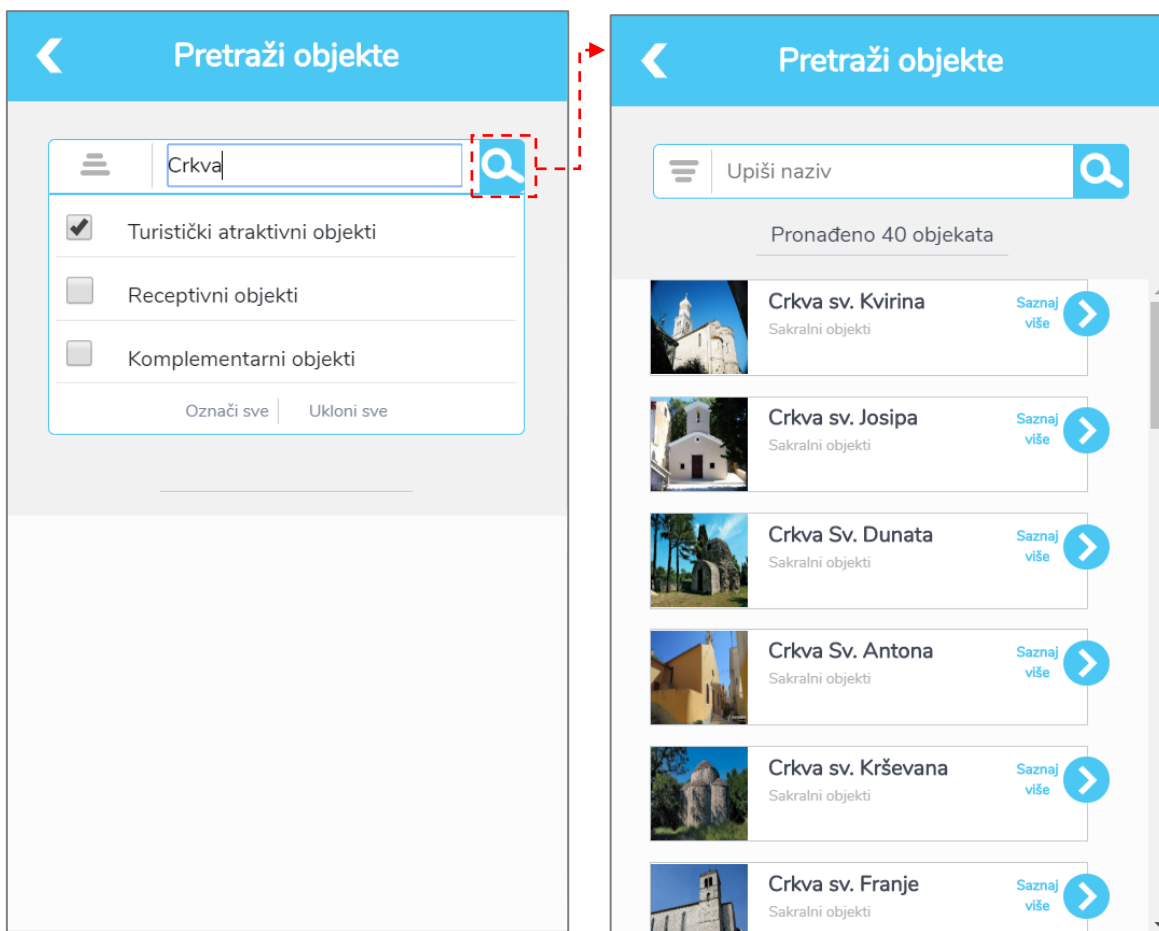 Pretraži objekte
Crkva
Turistički atraktivni objekti
Receptivni objekti
Komplementarni objekti
Označi sve
Ukloni sve
Pretraži objekte
Upiši naziv
Pronađeno 40 objekata
Crkva sv. Kvirina
Sakralni objekti
Saznaj
više
Crkva sv. Josipa
Sakralni objekti
Saznaj
više
Crkva Sv. Dunata
Sakralni objekti
Saznaj
više
Crkva Sv. Antona
Sakralni objekti
Saznaj
više
Crkva sv. Krševana
Sakralni objekti
Saznaj
više
Crkva sv. Franje
Sakralni objekti
Saznaj
više